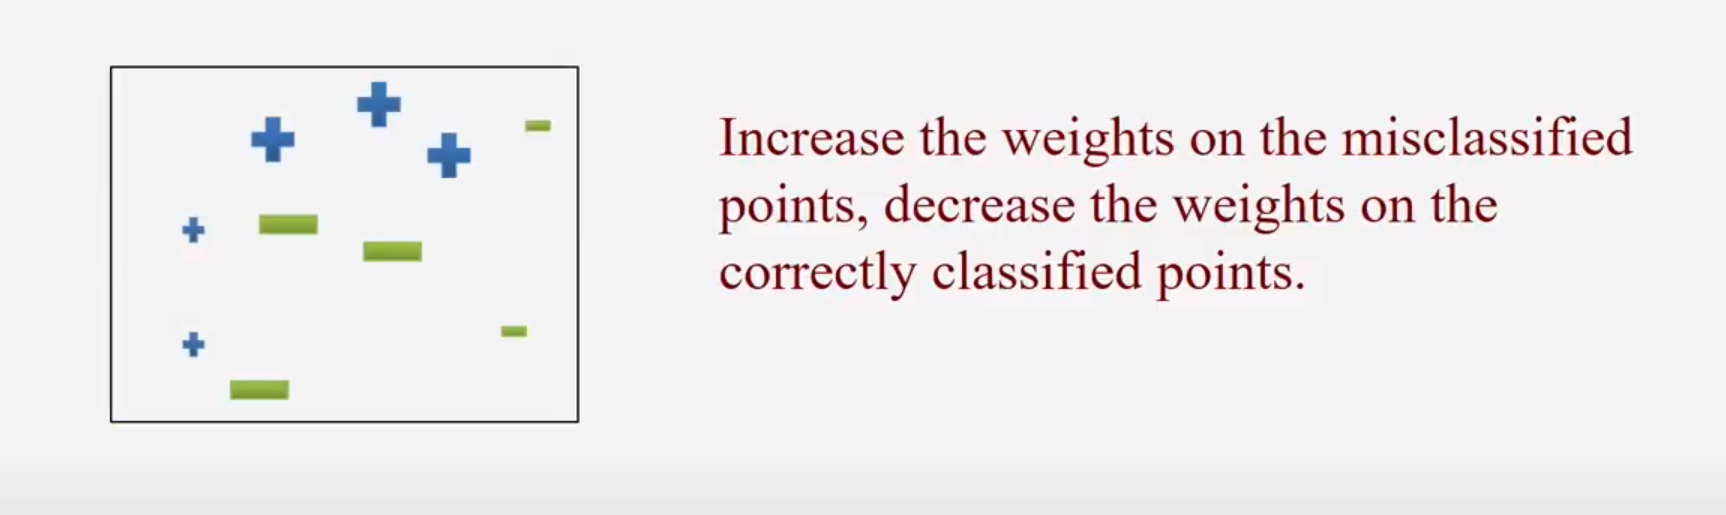 Increase the weights on the misclassified
points, decrease the weights on the
correctly classified points.